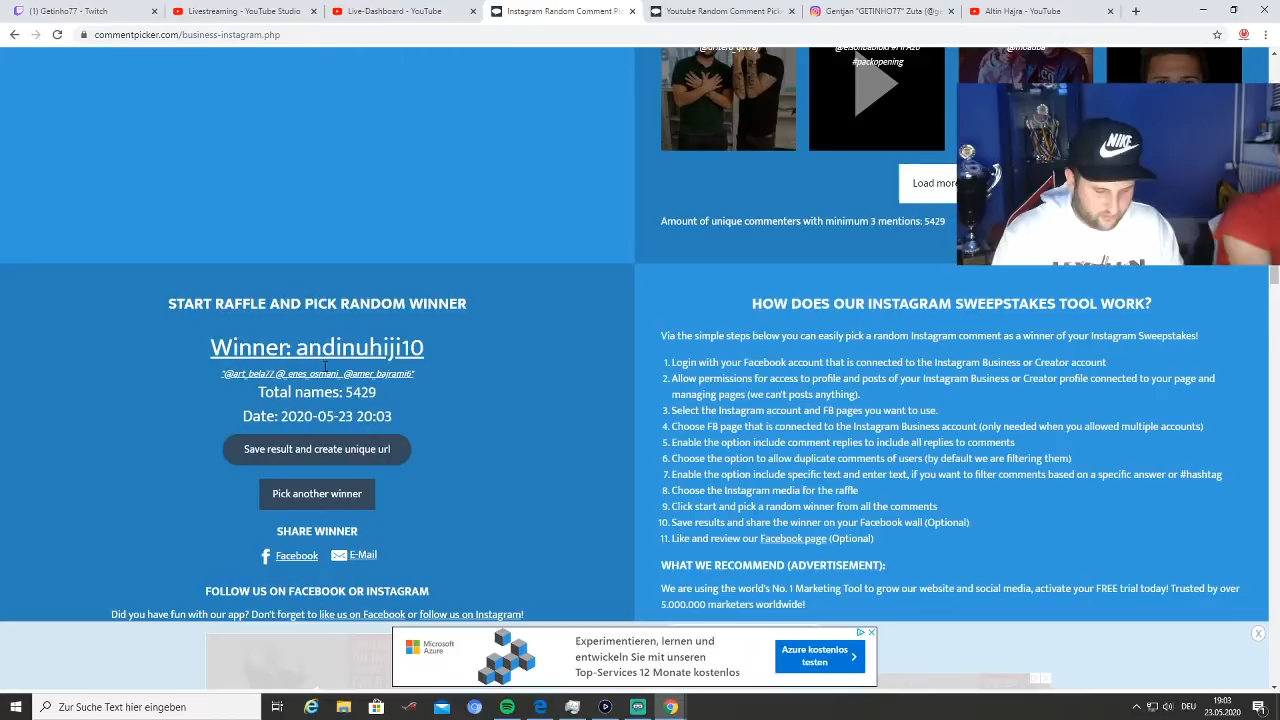 (1) Getinho77 - Twitch
Livestreaming - YouTube Studio
Live-Dashboard - YouTube
Instagram Random Comment Pick
Youtube Random Comment Picker
Gentjan "GETINHO77" Zuta (@g
Altin Hajra - YouTube
commentpicker.com/business-instagram.php
#packopening
Load more
Amount of unique commenters with minimum 3 mentions: 5429
START RAFFLE AND PICK RANDOM WINNER
Winner: andinuhiji10
"@art_bela77 @_enes_osmani_ @amer_bajrami6"
Total names: 5429
Date: 2020-05-23 20:03
Save result and create unique url
Pick another winner
SHARE WINNER
Facebook
E-Mail
FOLLOW US ON FACEBOOK OR INSTAGRAM
Did you have fun with our app? Don't forget to like us on Facebook or follow us on Instagram!
HOW DOES OUR INSTAGRAM SWEEPSTAKES TOOL WORK?
Via the simple steps below you can easily pick a random Instagram comment as a winner of your Instagram Sweepstakes!
1. Login with your Facebook account that is connected to the Instagram Business or Creator account
2. Allow permissions for access to profile and posts of your Instagram Business or Creator profile connected to your page and
managing pages (we can't posts anything).
3. Select the Instagram account and FB pages you want to use.
4. Choose FB page that is connected to the Instagram Business account (only needed when you allowed multiple accounts)
5. Enable the option include comment replies to include all replies to comments
6. Choose the option to allow duplicate comments of users (by default we are filtering them)
7. Enable the option include specific text and enter text, if you want to filter comments based on a specific answer or #hashtag
8. Choose the Instagram media for the raffle
9. Click start and pick a random winner from all the comments
10. Save results and share the winner on your Facebook wall (Optional)
11. Like and review our Facebook page (Optional)
WHAT WE RECOMMEND (ADVERTISEMENT):
We are using the world's No. 1 Marketing Tool to grow our website and social media, activate your FREE trial today! Trusted by over
5.000.000 marketers worldwide!
NIKE
Microsoft
Azure
Experimentieren, lernen und
entwickeln Sie mit unseren
Top-Services 12 Monate kostenlos
Azure kostenlos
testen
Zur Suche Text hier eingeben
DEU
19:03
23.05.2020